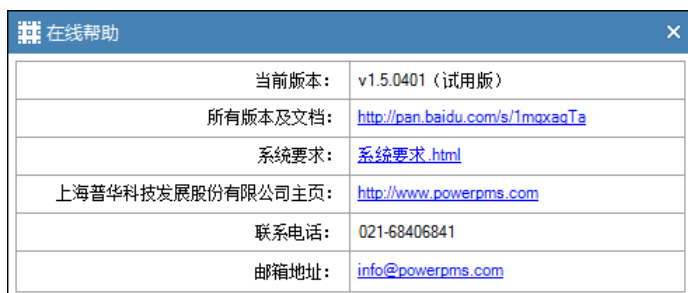 在线帮助
当前版本： v1.5.0401（试用版）
所有版本及文档： http://pan.baidu.com/s/1mgxaqTa
系统要求： 系统要求.html
上海普华科技发展股份有限公司主页： http://www.powerpms.com
联系电话： 021-68406841
邮箱地址： info@powerpms.com